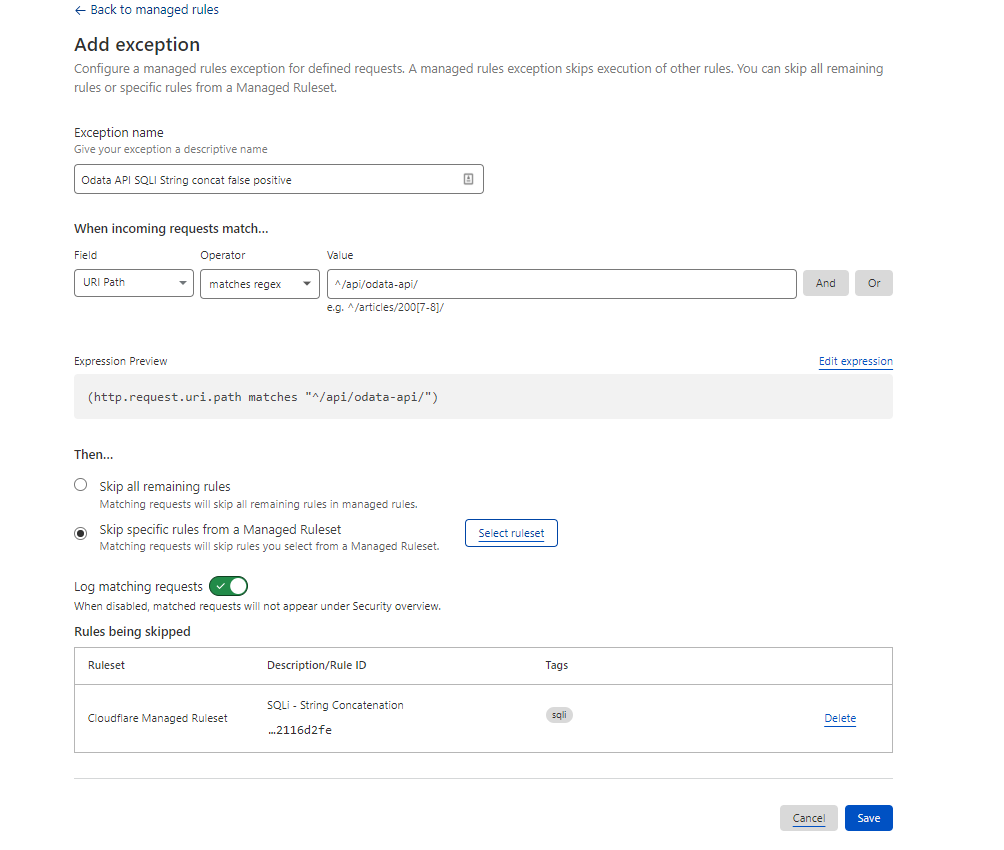 ← Back to managed rules
Add exception
Configure a managed rules exception for defined requests. A managed rules exception skips execution of other rules. You can skip all remaining
rules or specific rules from a Managed Ruleset.
Exception name
Give your exception a descriptive name
Odata API SQLI String concat false positive
When incoming requests match...
Field Operator Value
URI Path matches regex ^/api/odata-api/ And Or
e.g. ^/articles/200[7-8]/
Expression Preview Edit expression
(http.request.uri.path matches "^/api/odata-api/")
Then...
Skip all remaining rules
Matching requests will skip all remaining rules in managed rules.
Skip specific rules from a Managed Ruleset
Matching requests will skip rules you select from a Managed Ruleset.
Select ruleset
Log matching requests
When disabled, matched requests will not appear under Security overview.
Rules being skipped
Ruleset Description/Rule ID Tags
Cloudflare Managed Ruleset
SQLi - String Concatenation
...2116d2fe
sqli
Delete
Cancel Save